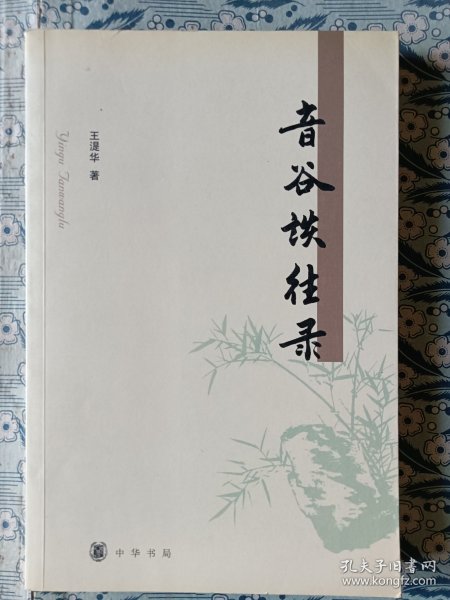 音谷谈往录
王湜华 著
Yingu Tanwanglu
中华书局
孔夫子旧书网
www.kongfz.com